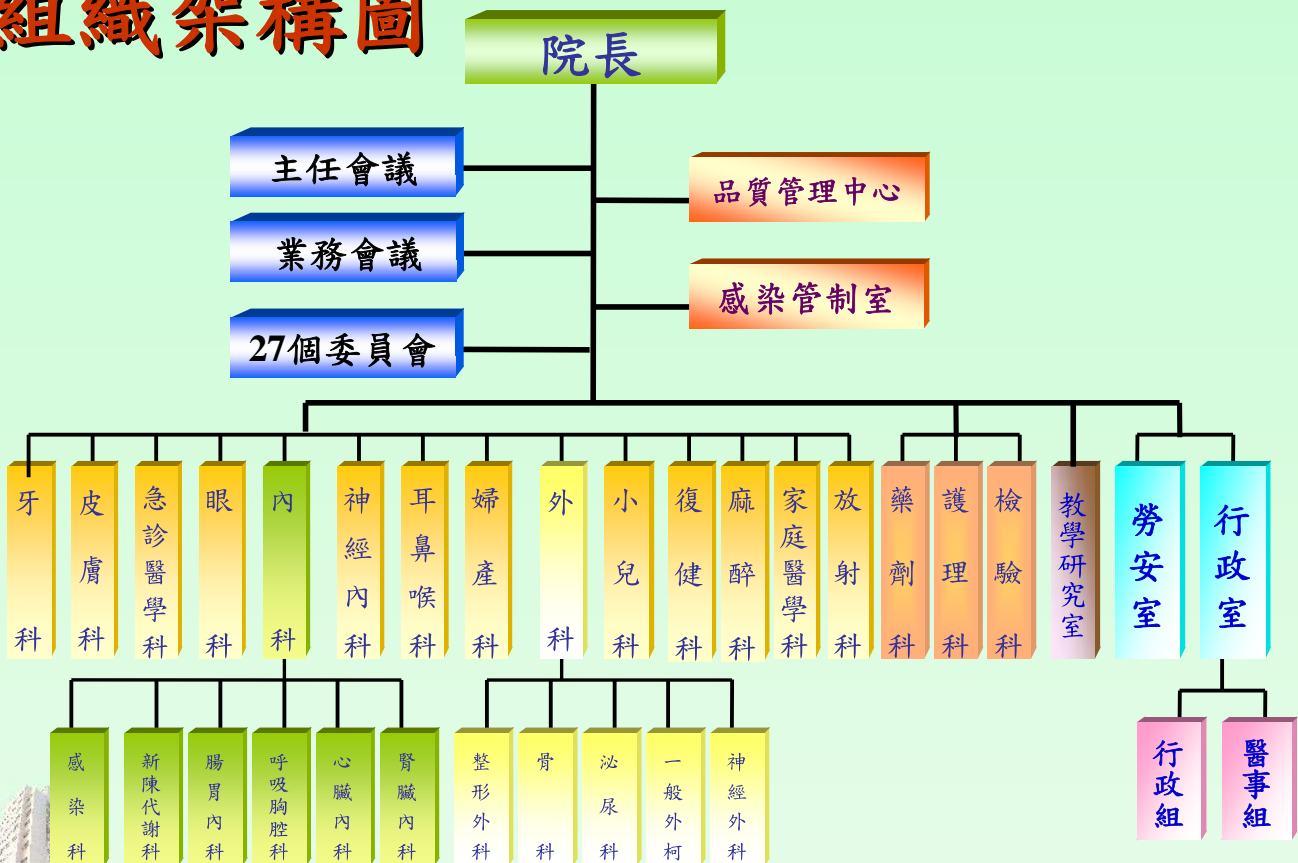 組織架構圖
院長
主任會議
品質管理中心
業務會議
感染管制室
27個委員會
牙科
皮膚科
急診醫學科
眼科
內科
神經內科
耳鼻喉科
婦產科
外科
小兒科
復健科
麻醉科
家庭醫學科
放射科
藥劑科
護理科
檢驗科
教學研究室
勞安室
行政室
感染科
新陳代謝科
腸胃內科
呼吸胸腔科
心臟內科
腎臟內科
整形外科
骨科
泌尿科
一般外柯
神經外科
行政組
醫事組